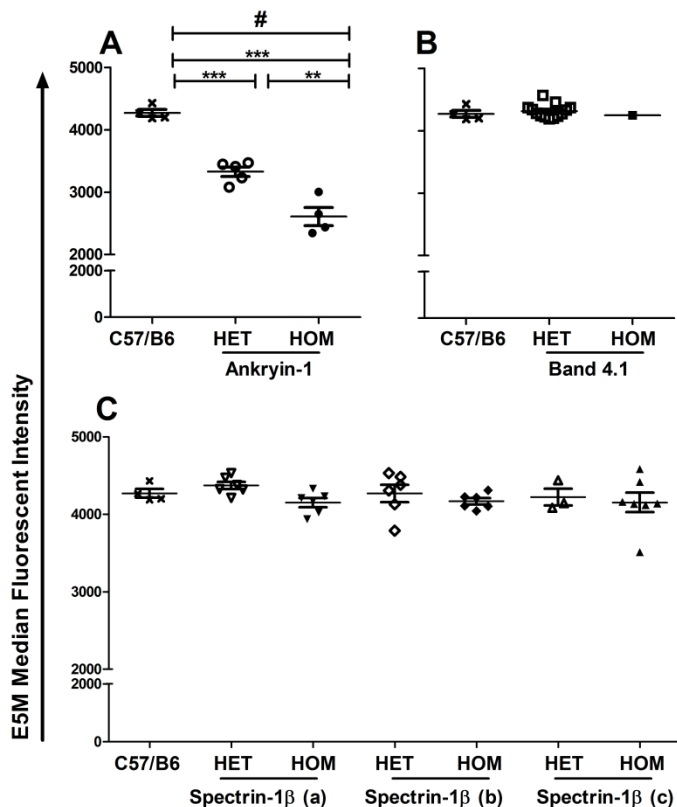 A
#
***
***
**
5000
4000
3000
2000
2000
0
C57/B6
HET
HOM
Ankryin-1
B
C57/B6
HET
HOM
Band 4.1
C
5000
4000
3000
2000
2000
0
C57/B6
HET
HOM
HET
HOM
HET
HOM
Spectrin-1β (a)
Spectrin-1β (b)
Spectrin-1β (c)
E5M Median Fluorescent Intensity